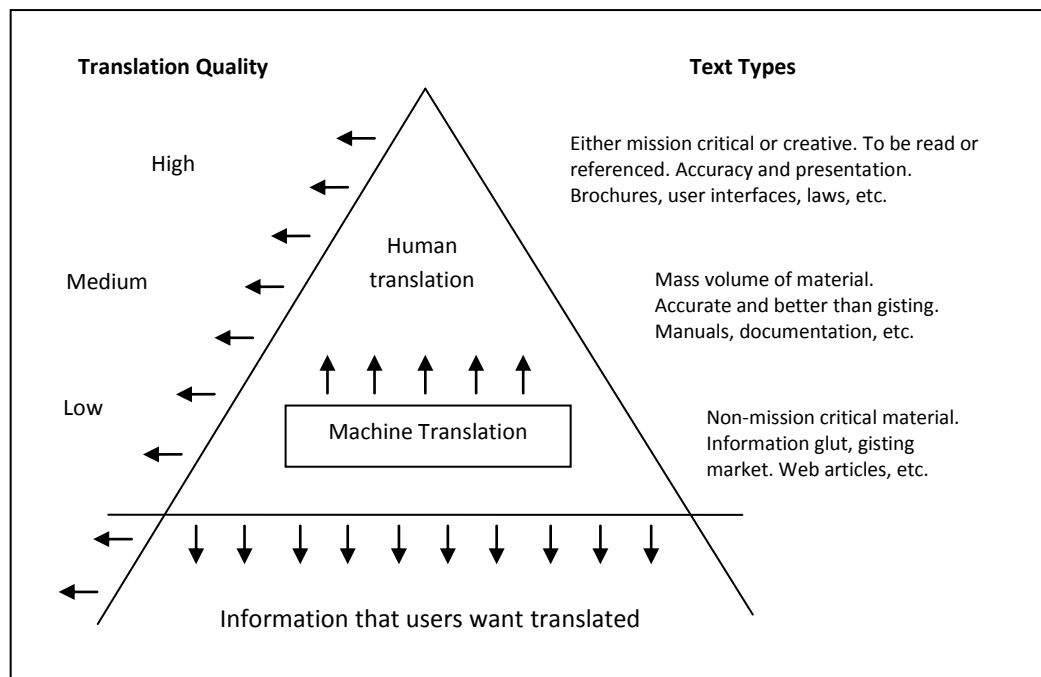 Translation Quality
Text Types
High
Either mission critical or creative. To be read or
referenced. Accuracy and presentation.
Brochures, user interfaces, laws, etc.
Human
translation
Medium
Mass volume of material.
Accurate and better than gisting.
Manuals, documentation, etc.
Low
Machine Translation
Non-mission critical material.
Information glut, gisting
market. Web articles, etc.
Information that users want translated